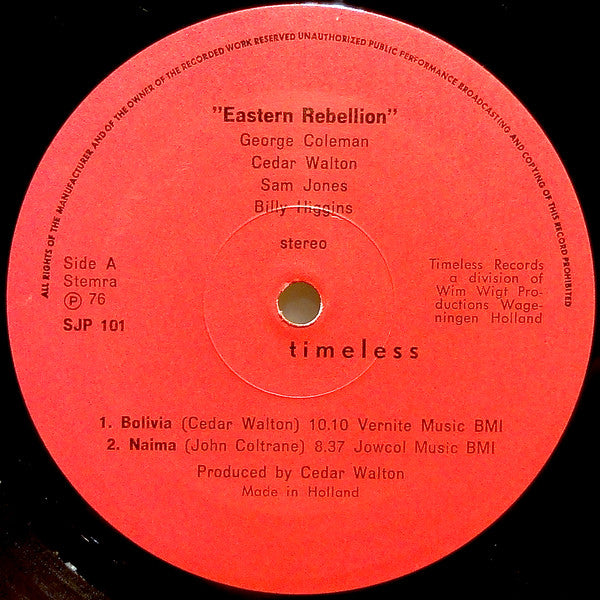 ALL RIGHTS OF THE MANUFACTURER AND OF THE OWNER OF THE RECORDED WORK RESERVED UNAUTHORIZED PUBLIC PERFORMANCE BROADCASTING AND COPYING OF THIS RECORD PROHIBITED
"Eastern Rebellion"
George Coleman
Cedar Walton
Sam Jones
Billy Higgins
stereo
Side A
Stemra
Ⓟ 76
SJP 101
Timeless Records
a division of
Wim Wigt Pro-
ductions Wage-
ningen Holland
timeless
1. Bolivia (Cedar Walton) 10.10 Vernite Music BMI
2. Naima (John Coltrane) 8.37 Jowcol Music BMI
Produced by Cedar Walton
Made in Holland